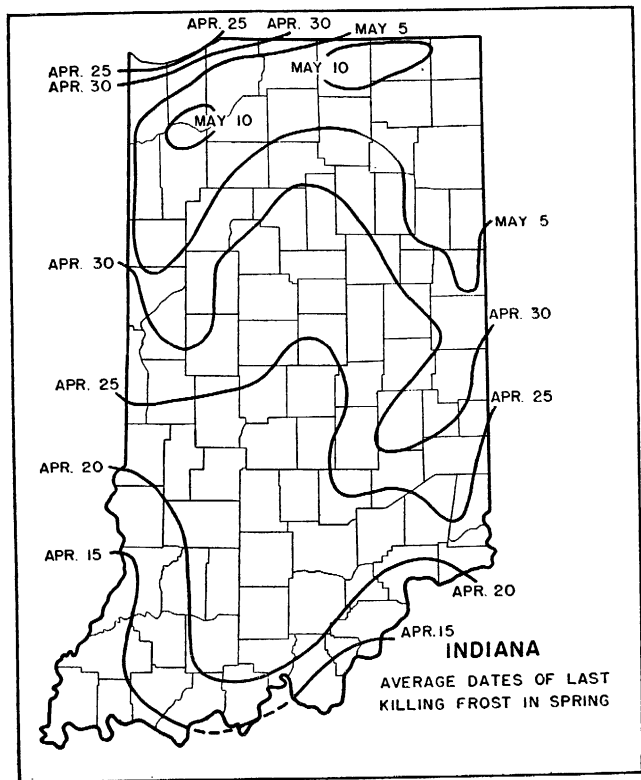 APR. 25
APR. 30
MAY 5
APR. 25
APR. 30
MAY 10
MAY 10
MAY 5
APR. 30
APR. 30
APR. 25
APR. 25
APR. 20
APR. 15
APR. 20
APR.15
INDIANA
AVERAGE DATES OF LAST
KILLING FROST IN SPRING